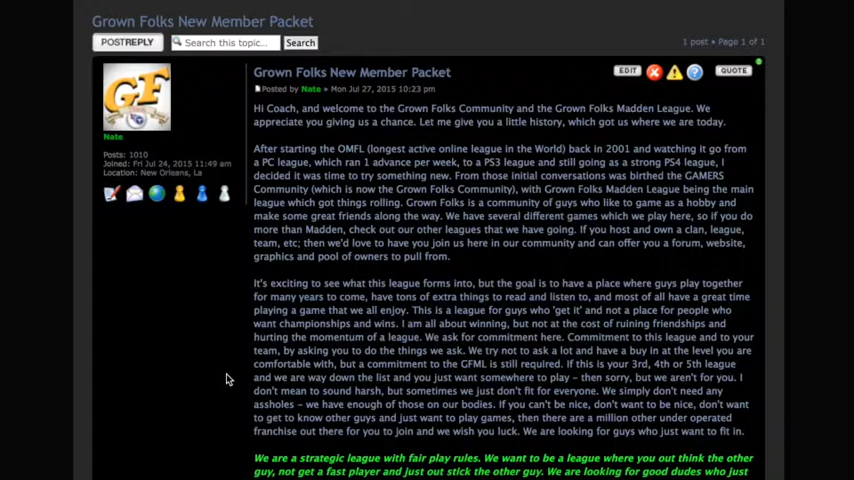 Grown Folks New Member Packet
POSTREPLY Search this topic... Search 1 post • Page 1 of 1
GF
Nate
Posts: 1010
Joined: Fri Jul 24, 2015 11:49 am
Location: New Orleans, La
Grown Folks New Member Packet
EDIT QUOTE
Posted by Nate » Mon Jul 27, 2015 10:23 pm
Hi Coach, and welcome to the Grown Folks Community and the Grown Folks Madden League. We
appreciate you giving us a chance. Let me give you a little history, which got us where we are today.
After starting the OMFL (longest active online league in the World) back in 2001 and watching it go from
a PC league, which ran 1 advance per week, to a PS3 league and still going as a strong PS4 league, I
decided it was time to try something new. From those initial conversations was birthed the GAMERS
Community (which is now the Grown Folks Community), with Grown Folks Madden League being the main
league which got things rolling. Grown Folks is a community of guys who like to game as a hobby and
make some great friends along the way. We have several different games which we play here, so if you do
more than Madden, check out our other leagues that we have going. If you host and own a clan, league,
team, etc; then we'd love to have you join us here in our community and can offer you a forum, website,
graphics and pool of owners to pull from.
It's exciting to see what this league forms into, but the goal is to have a place where guys play together
for many years to come, have tons of extra things to read and listen to, and most of all have a great time
playing a game that we all enjoy. This is a league for guys who 'get it' and not a place for people who
want championships and wins. I am all about winning, but not at the cost of ruining friendships and
hurting the momentum of a league. We ask for commitment here. Commitment to this league and to your
team, by asking you to do the things we ask. We try not to ask a lot and have a buy in at the level you are
comfortable with, but a commitment to the GFML is still required. If this is your 3rd, 4th or 5th league
and we are way down the list and you just want somewhere to play - then sorry, but we aren't for you. I
don't mean to sound harsh, but sometimes we just don't fit for everyone. We simply don't need any
assholes - we have enough of those on our bodies. If you can't be nice, don't want to be nice, don't want
to get to know other guys and just want to play games, then there are a million other under operated
franchise out there for you to join and we wish you luck. We are looking for guys who just want to fit in.
We are a strategic league with fair play rules. We want to be a league where you out think the other
guy, not get a fast player and just out stick the other guy. We are looking for good dudes who just